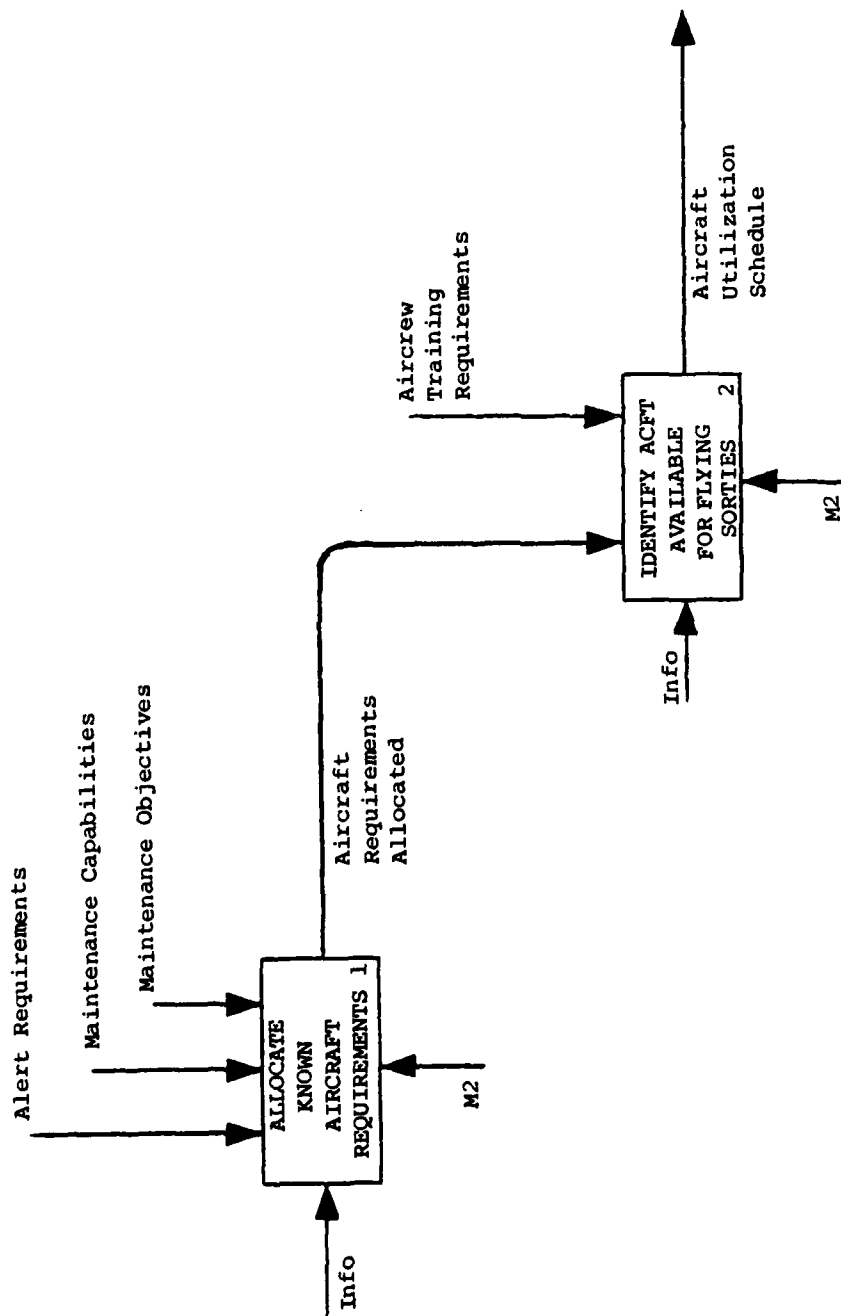 Alert Requirements
Maintenance Capabilities
Maintenance Objectives
Info
ALLOCATE
KNOWN
AIRCRAFT
REQUIREMENTS 1
M2
Aircraft
Requirements
Allocated
Aircrew
Training
Requirements
Info
IDENTIFY ACFT
AVAILABLE
FOR FLYING
SORTIES 2
M2
Aircraft
Utilization
Schedule